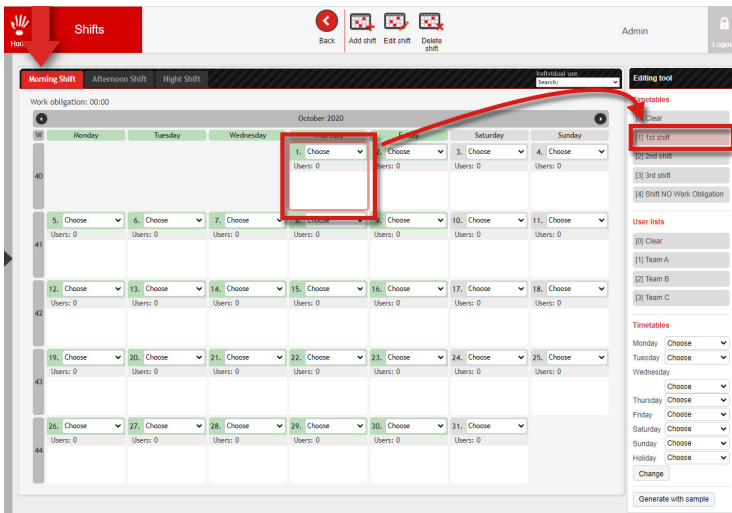 Shifts
Home
Back
Add shift
Edit shift
Delete shift
Admin
Logout
Morning Shift
Afternoon Shift
Night Shift
Individual use
Search:
Work obligation: 00:00
October 2020
W Monday Tuesday Wednesday Thursday Friday Saturday Sunday
40
1. Choose 2. Choose 3. Choose 4. Choose
Users: 0 Users: 0 Users: 0 Users: 0
41
5. Choose 6. Choose 7. Choose 8. Choose 9. Choose 10. Choose 11. Choose
Users: 0 Users: 0 Users: 0 Users: 0 Users: 0 Users: 0 Users: 0
42
12. Choose 13. Choose 14. Choose 15. Choose 16. Choose 17. Choose 18. Choose
Users: 0 Users: 0 Users: 0 Users: 0 Users: 0 Users: 0 Users: 0
43
19. Choose 20. Choose 21. Choose 22. Choose 23. Choose 24. Choose 25. Choose
Users: 0 Users: 0 Users: 0 Users: 0 Users: 0 Users: 0 Users: 0
44
26. Choose 27. Choose 28. Choose 29. Choose 30. Choose 31. Choose
Users: 0 Users: 0 Users: 0 Users: 0 Users: 0 Users: 0
Editing tool
Timetables
[0] Clear
[1] 1st shift
[2] 2nd shift
[3] 3rd shift
[4] Shift NO Work Obligation
User lists
[0] Clear
[1] Team A
[2] Team B
[3] Team C
Timetables
Monday Choose
Tuesday Choose
Wednesday
Choose
Thursday Choose
Friday Choose
Saturday Choose
Sunday Choose
Holiday Choose
Change
Generate with sample